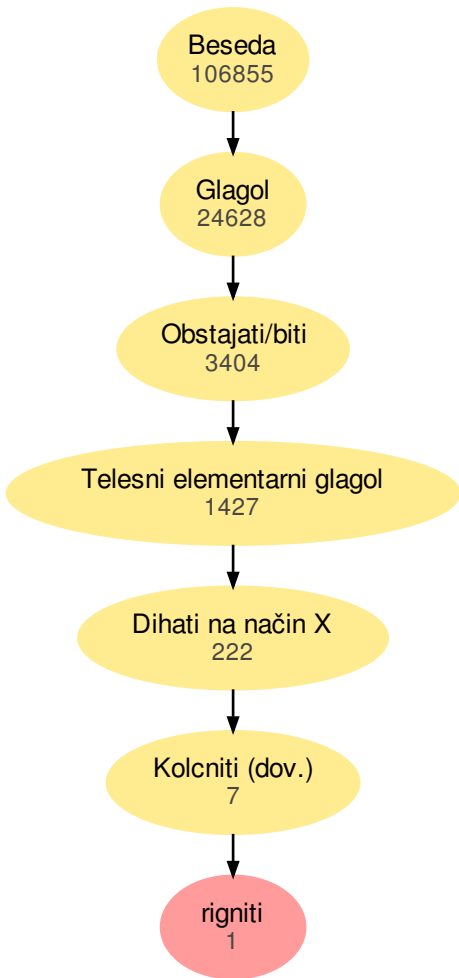 Beseda
106855
Glagol
24628
Obstajati/biti
3404
Telesni elementarni glagol
1427
Dihati na način X
222
Kolcniti (dov.)
7
rigniti
1